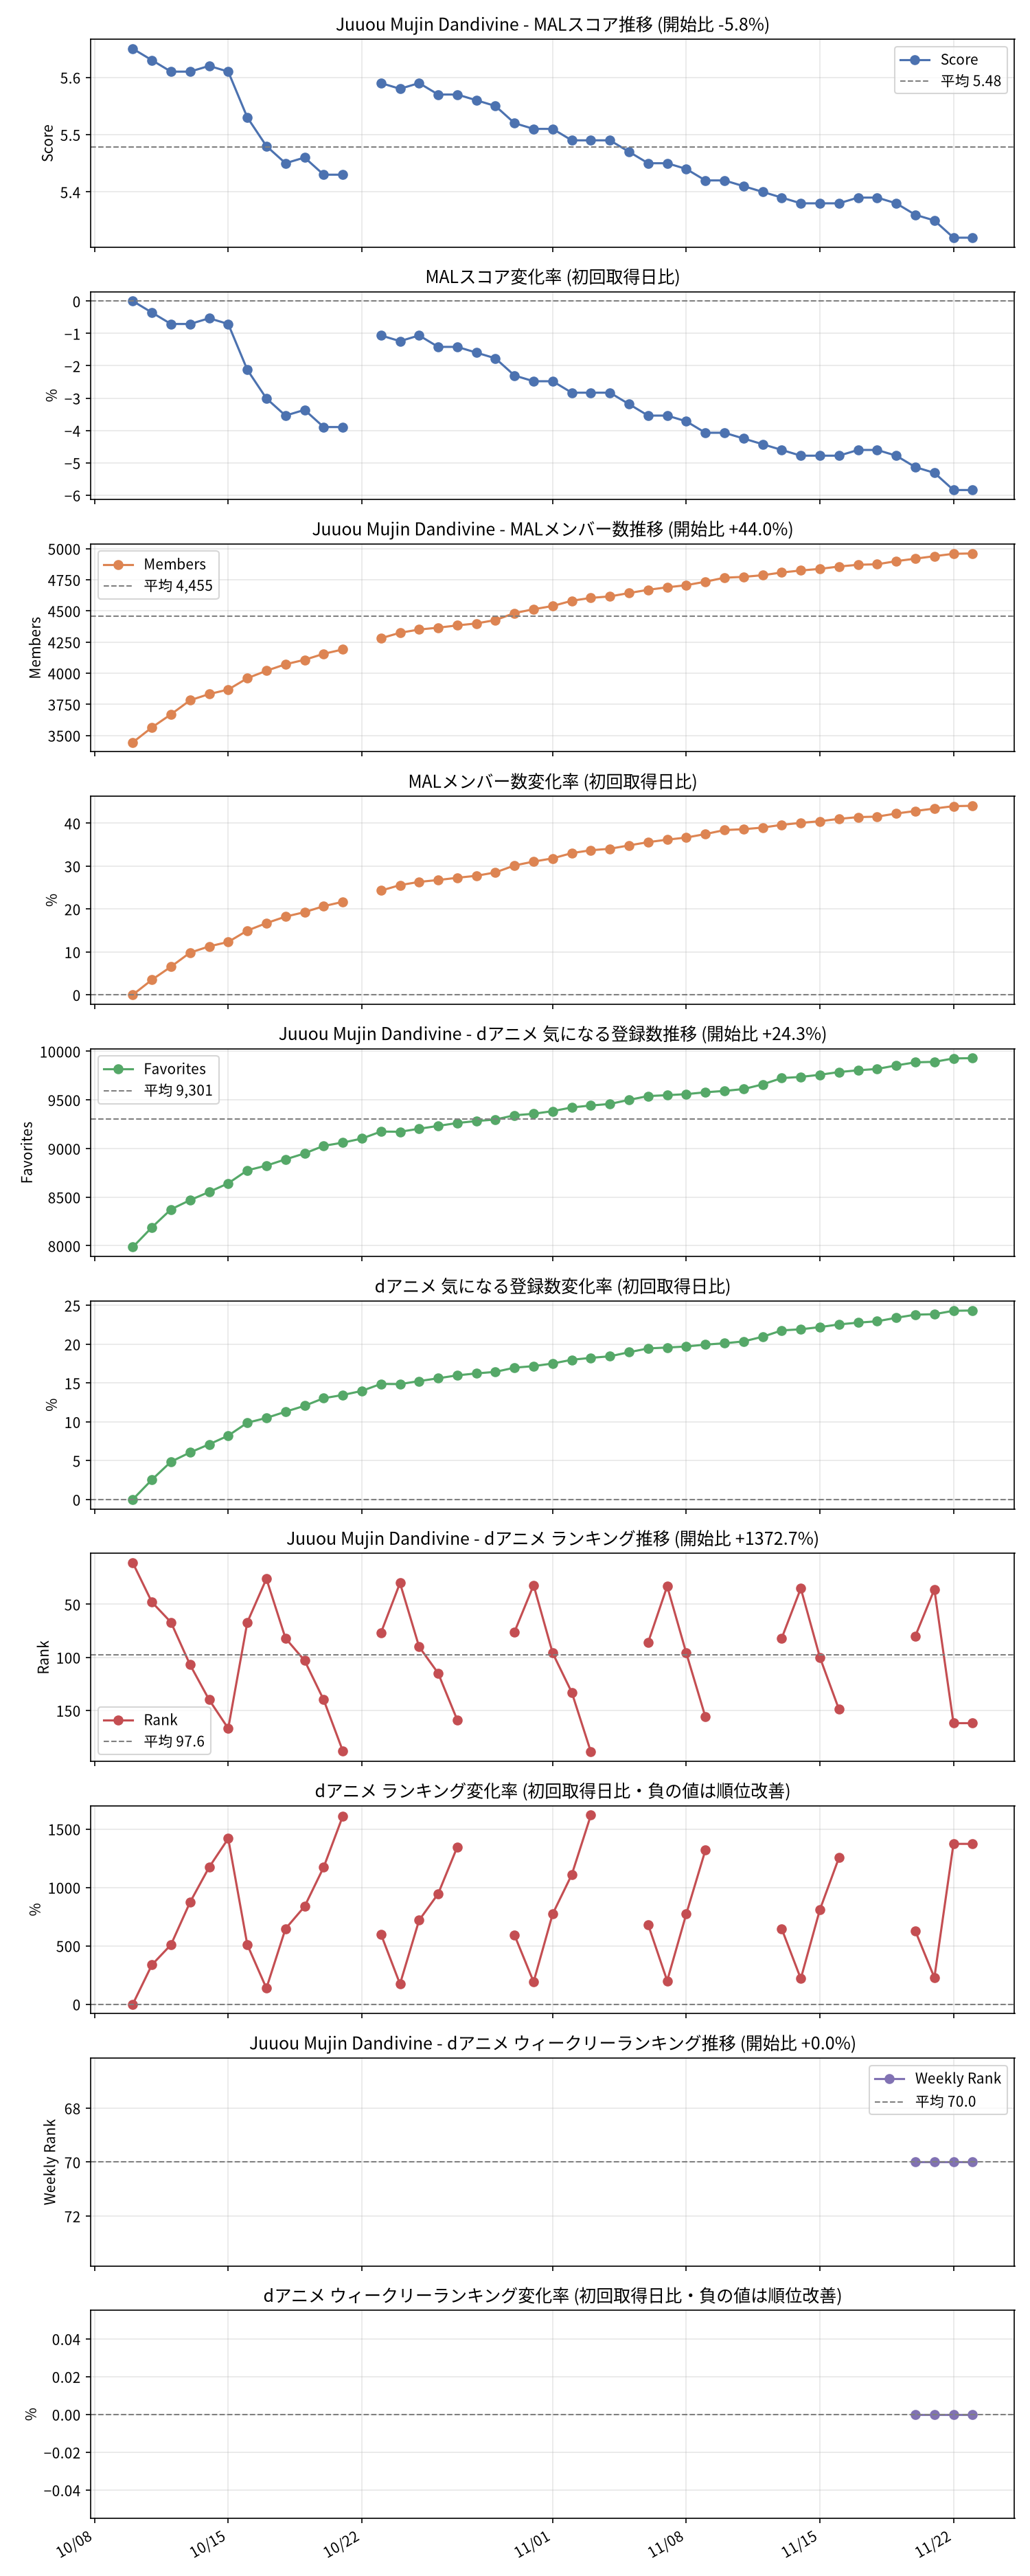 Juuou Mujin Dandivine - MALスコア推移 (開始比 -5.8%)
Score
5.6
5.5
5.4
Score
平均 5.48
MALスコア変化率 (初回取得日比)
%
0
−1
−2
−3
−4
−5
−6
Juuou Mujin Dandivine - MALメンバー数推移 (開始比 +44.0%)
Members
5000
4750
4500
4250
4000
3750
3500
Members
平均 4,455
MALメンバー数変化率 (初回取得日比)
%
40
30
20
10
0
Juuou Mujin Dandivine - dアニメ 気になる登録数推移 (開始比 +24.3%)
Favorites
10000
9500
9000
8500
8000
Favorites
平均 9,301
dアニメ 気になる登録数変化率 (初回取得日比)
%
25
20
15
10
5
0
Juuou Mujin Dandivine - dアニメ ランキング推移 (開始比 +1372.7%)
Rank
50
100
150
Rank
平均 97.6
dアニメ ランキング変化率 (初回取得日比・負の値は順位改善)
%
1500
1000
500
0
Juuou Mujin Dandivine - dアニメ ウィークリーランキング推移 (開始比 +0.0%)
Weekly Rank
68
70
72
Weekly Rank
平均 70.0
dアニメ ウィークリーランキング変化率 (初回取得日比・負の値は順位改善)
%
0.04
0.02
0.00
−0.02
−0.04
10/08
10/15
10/22
11/01
11/08
11/15
11/22